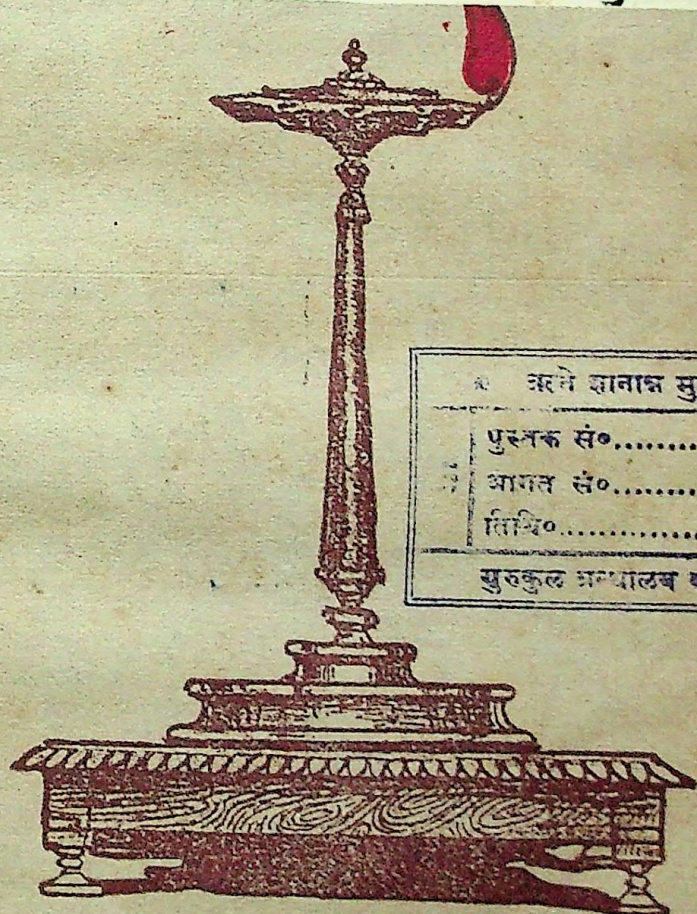 ऋते ज्ञानान्न मु
पुस्तक सं०.........
आगत सं०.........
तिथि०.............
ग्रन्थालय